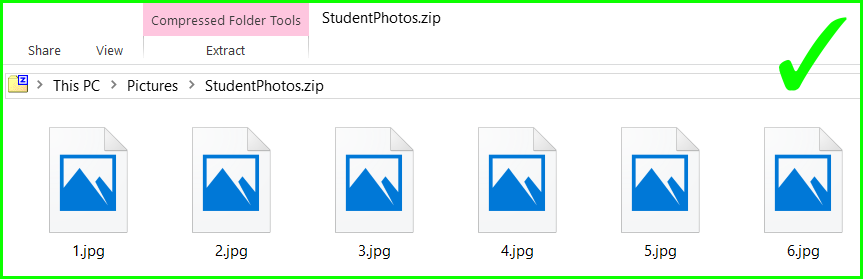 Compressed Folder Tools StudentPhotos.zip
Share View Extract
This PC > Pictures > StudentPhotos.zip
1.jpg 2.jpg 3.jpg 4.jpg 5.jpg 6.jpg